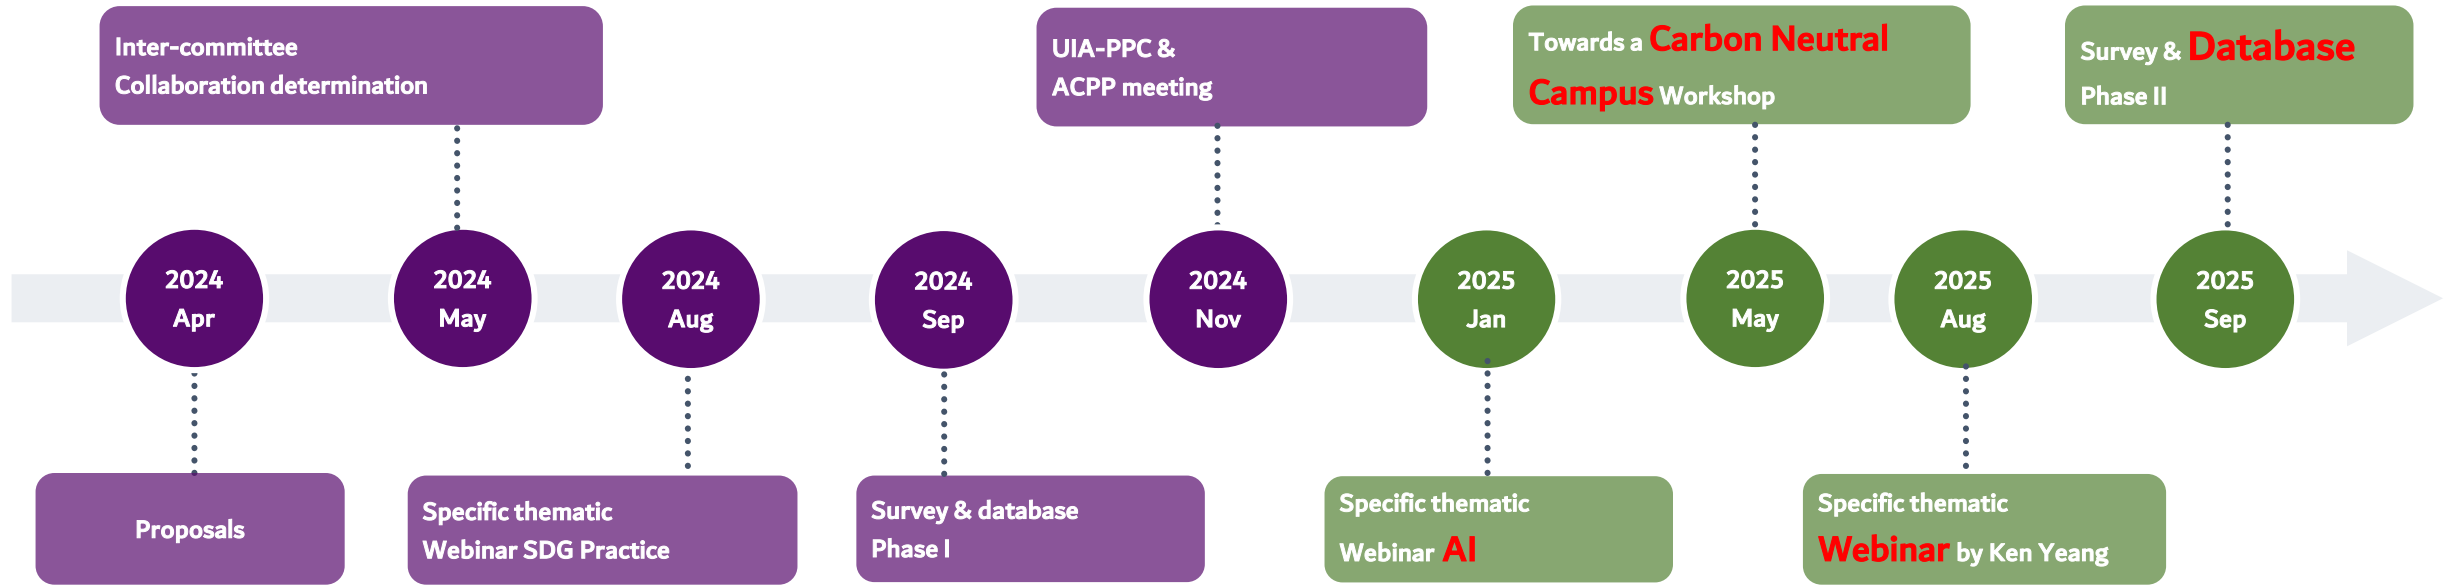 Inter-committee
Collaboration determination
UIA-PPC &
ACPP meeting
Towards a Carbon Neutral
Campus Workshop
Survey & Database
Phase II
2024
Apr
2024
May
2024
Aug
2024
Sep
2024
Nov
2025
Jan
2025
May
2025
Aug
2025
Sep
Proposals
Specific thematic
Webinar SDG Practice
Survey & database
Phase I
Specific thematic
Webinar AI
Specific thematic
Webinar by Ken Yeang